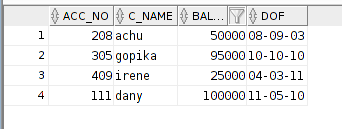 ACC_NO C_NAME BAL... DOF
1 208 achu 50000 08-09-03
2 305 gopika 95000 10-10-10
3 409 irene 25000 04-03-11
4 111 dany 100000 11-05-10